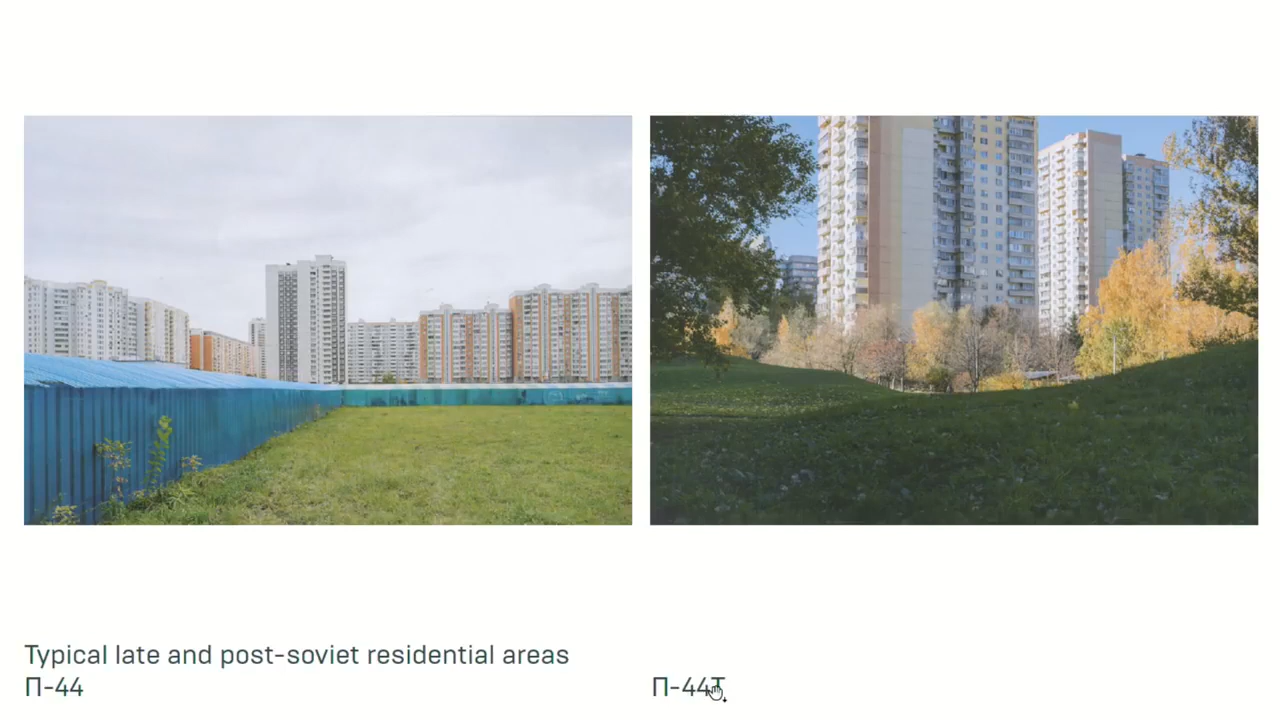 Typical late and post-soviet residential areas
П-44
П-44Т